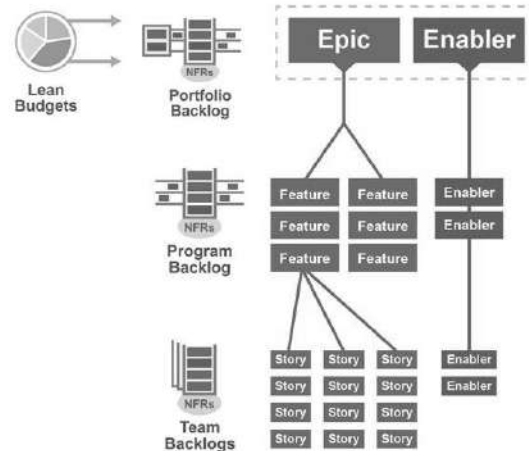 Lean
Budgets
NFRs
Portfolio
Backlog
Epic
Enabler
NFRs
Program
Backlog
Feature
Feature
Enabler
Feature
Feature
Enabler
Feature
Feature
NFRs
Team
Backlogs
Story
Story
Story
Enabler
Story
Story
Story
Enabler
Story
Story
Story
Story
Story
Story